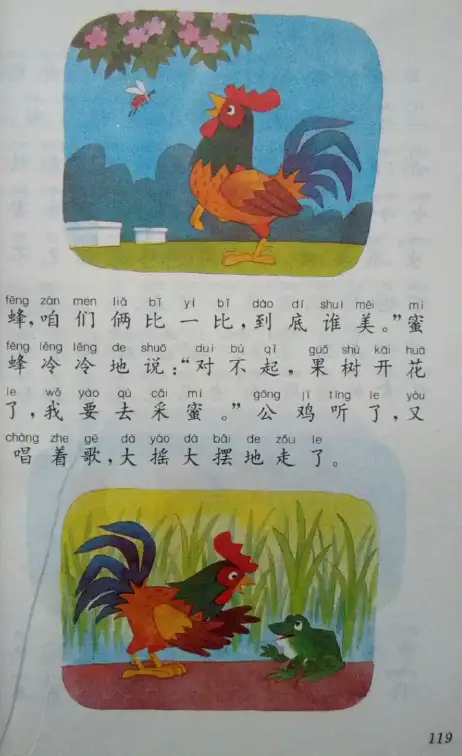 fēng zán men liǎ bǐ yi bǐ dào dǐ shuí měi mì
蜂，咱们俩比一比，到底谁美。”蜜
fēng lěng lěng de shuō duì bù qǐ guǒ shù kāi huā
蜂冷冷地说：“对不起，果树开花
le wǒ yào qù cǎi mì gōng jī tīng le yòu
了，我要去采蜜。”公鸡听了，又
chàng zhe gē dà yáo dà bǎi de zǒu le
唱着歌，大摇大摆地走了。
119